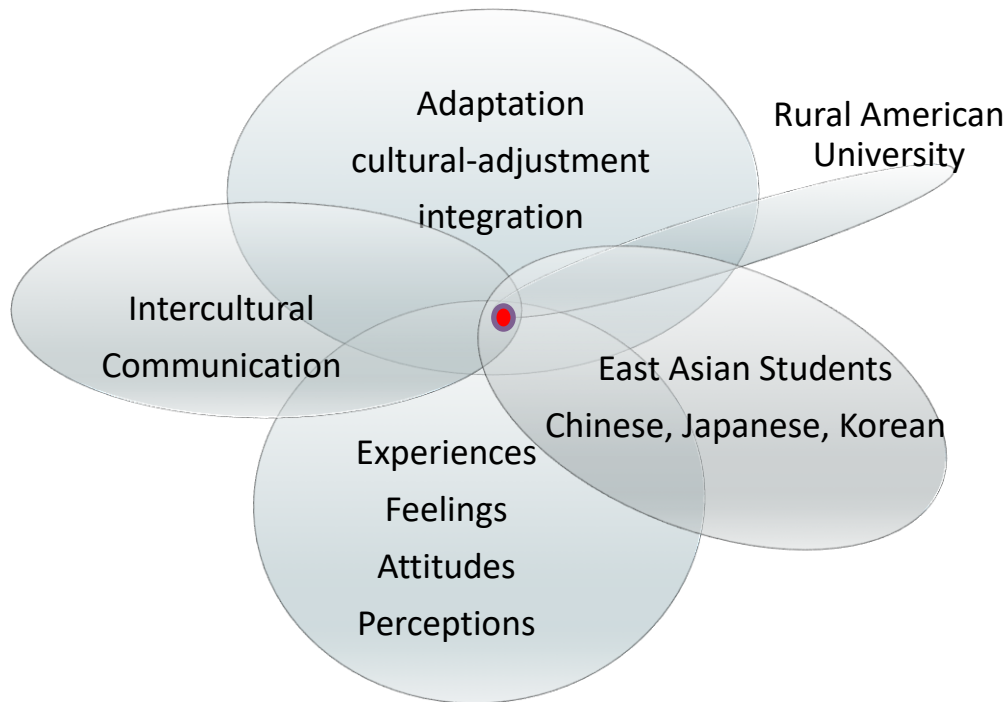 Adaptation
cultural-adjustment
integration
Rural American
University
Intercultural
Communication
East Asian Students
Chinese, Japanese, Korean
Experiences
Feelings
Attitudes
Perceptions